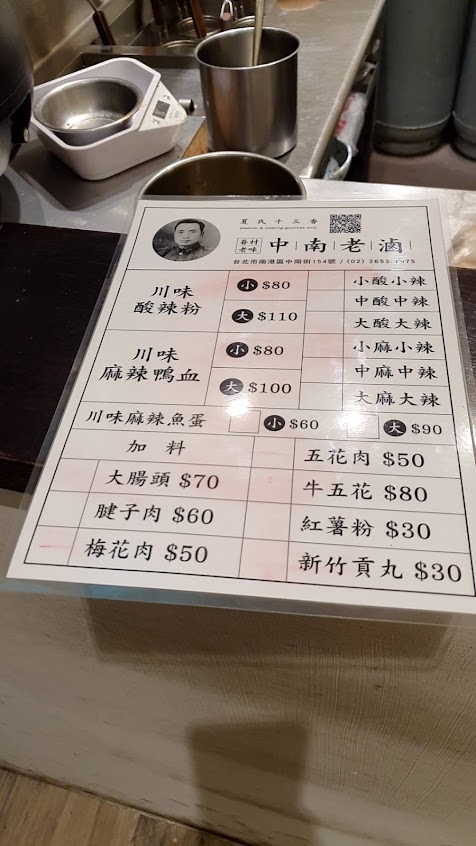 夏氏十三香
眷村老味 中南老滷
台北市南港區中南街154號 / (02) 2653
川味
酸辣粉
小 $80
大 $110
小酸小辣
中酸中辣
大酸大辣
川味
麻辣鴨血
小 $80
大 $100
小麻小辣
中麻中辣
大麻大辣
川味麻辣魚蛋 小 $60 大 $90
加料
五花肉 $50
大腸頭 $70
牛五花 $80
腱子肉 $60
紅薯粉 $30
梅花肉 $50
新竹貢丸 $30